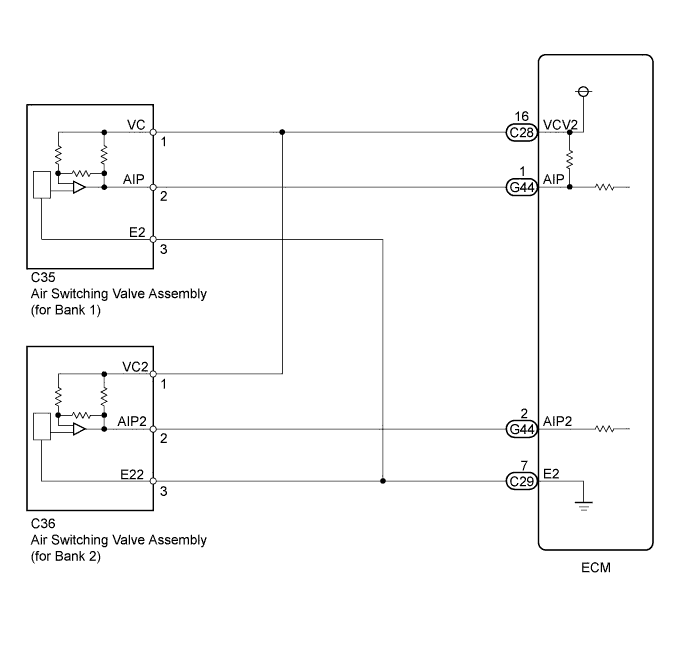 VC
1
AIP
2
E2
3
C35
Air Switching Valve Assembly
(for Bank 1)
16
C28
VCV2
1
G44
AIP
VC2
1
AIP2
2
E22
3
C36
Air Switching Valve Assembly
(for Bank 2)
2
G44
AIP2
7
C29
E2
ECM